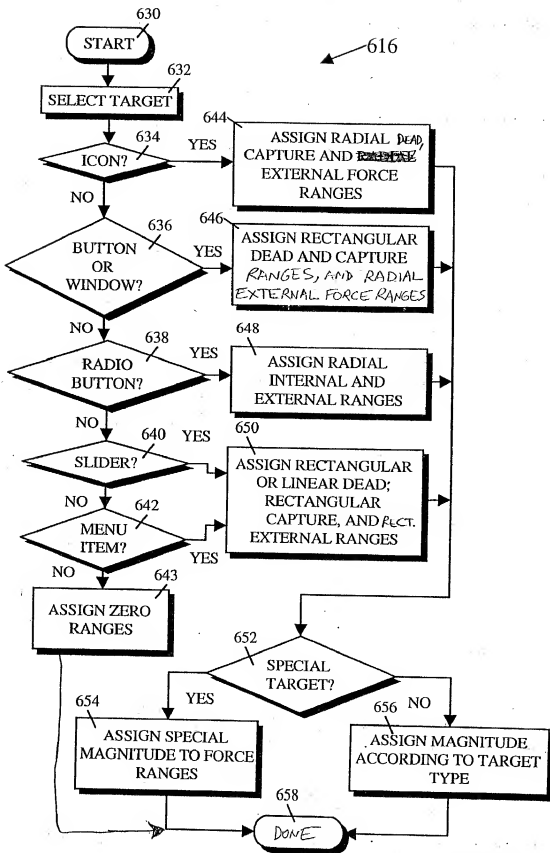 630
START
616
632
SELECT TARGET
634
ICON?
YES
NO
644
ASSIGN RADIAL DEAD,
CAPTURE AND
EXTERNAL FORCE
RANGES
636
BUTTON
OR
WINDOW?
YES
NO
646
ASSIGN RECTANGULAR
DEAD AND CAPTURE
RANGES, AND RADIAL
EXTERNAL FORCE RANGES
638
RADIO
BUTTON?
YES
NO
648
ASSIGN RADIAL
INTERNAL AND
EXTERNAL RANGES
640
SLIDER?
YES
NO
650
ASSIGN RECTANGULAR
OR LINEAR DEAD;
RECTANGULAR
CAPTURE, AND RECT.
EXTERNAL RANGES
642
MENU
ITEM?
YES
NO
643
ASSIGN ZERO
RANGES
652
SPECIAL
TARGET?
YES
NO
654
ASSIGN SPECIAL
MAGNITUDE TO FORCE
RANGES
656
ASSIGN MAGNITUDE
ACCORDING TO TARGET
TYPE
658
DONE